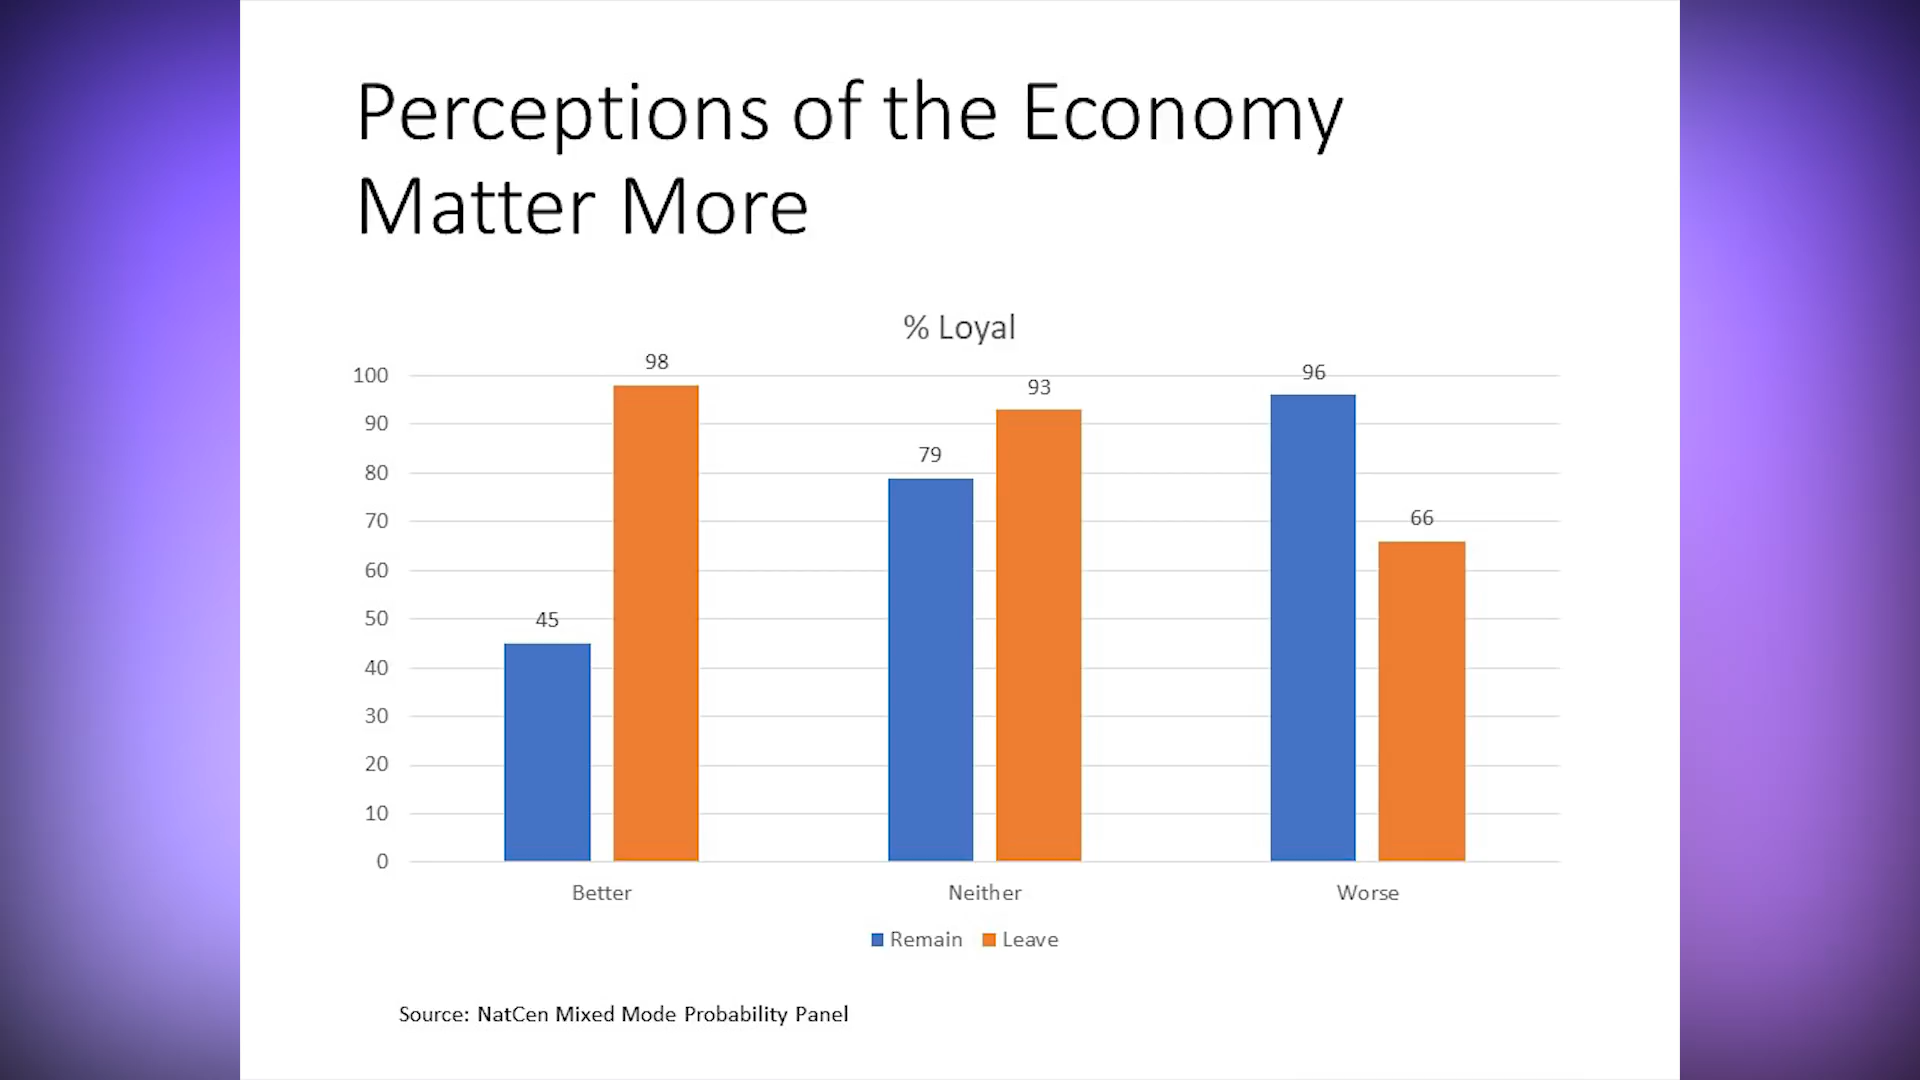 Perceptions of the Economy
Matter More
% Loyal
100
90
80
70
60
50
40
30
20
10
0
45
98
79
93
96
66
Better
Neither
Worse
Remain
Leave
Source: NatCen Mixed Mode Probability Panel